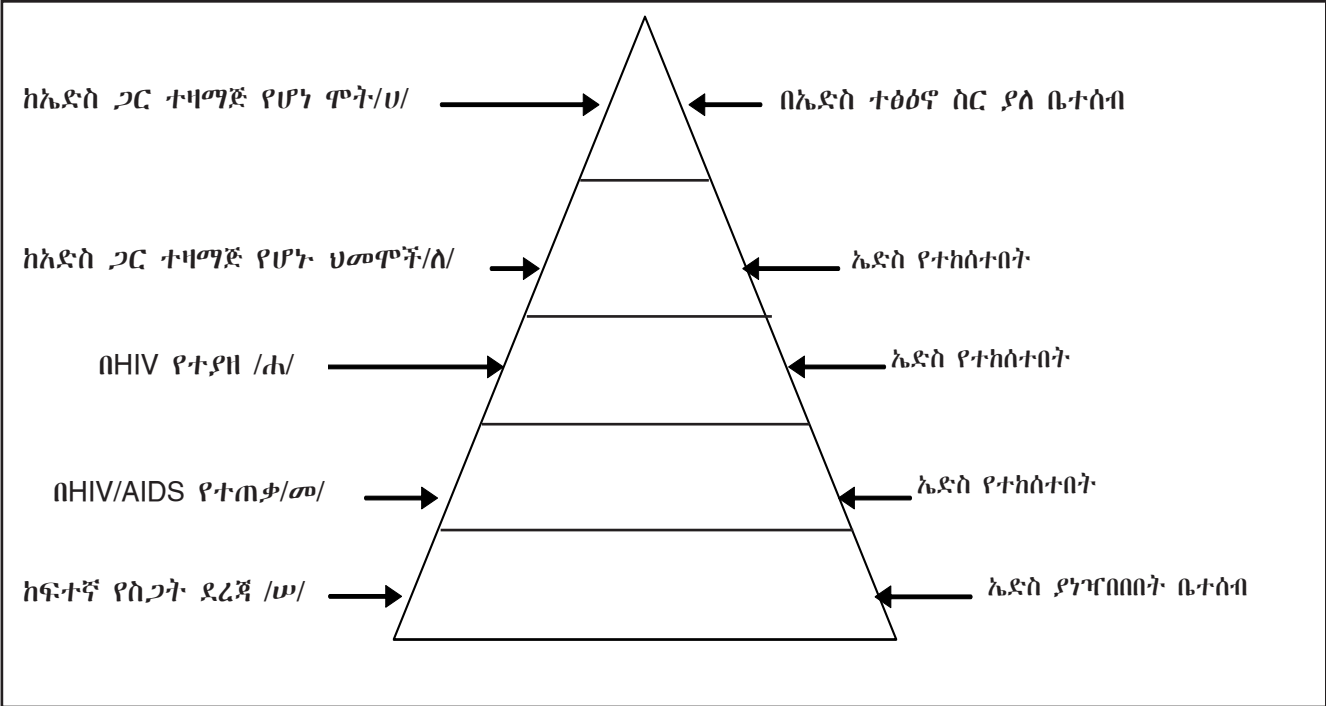 ከኤድስ ጋር ተዛማጅ የሆነ ሞት/ሀ/
በኤድስ ተፅዕኖ ስር ያለ ቤተሰብ
ከአድስ ጋር ተዛማጅ የሆኑ ህመሞች/ለ/
ኤድስ የተከሰተበት
በHIV የተያዘ /ሐ/
ኤድስ የተከሰተበት
በHIV/AIDS የተጠቃ/መ/
ኤድስ የተከሰተበት
ከፍተኛ የስጋት ደረጃ /ሠ/
ኤድስ ያነዣበበበት ቤተሰብ